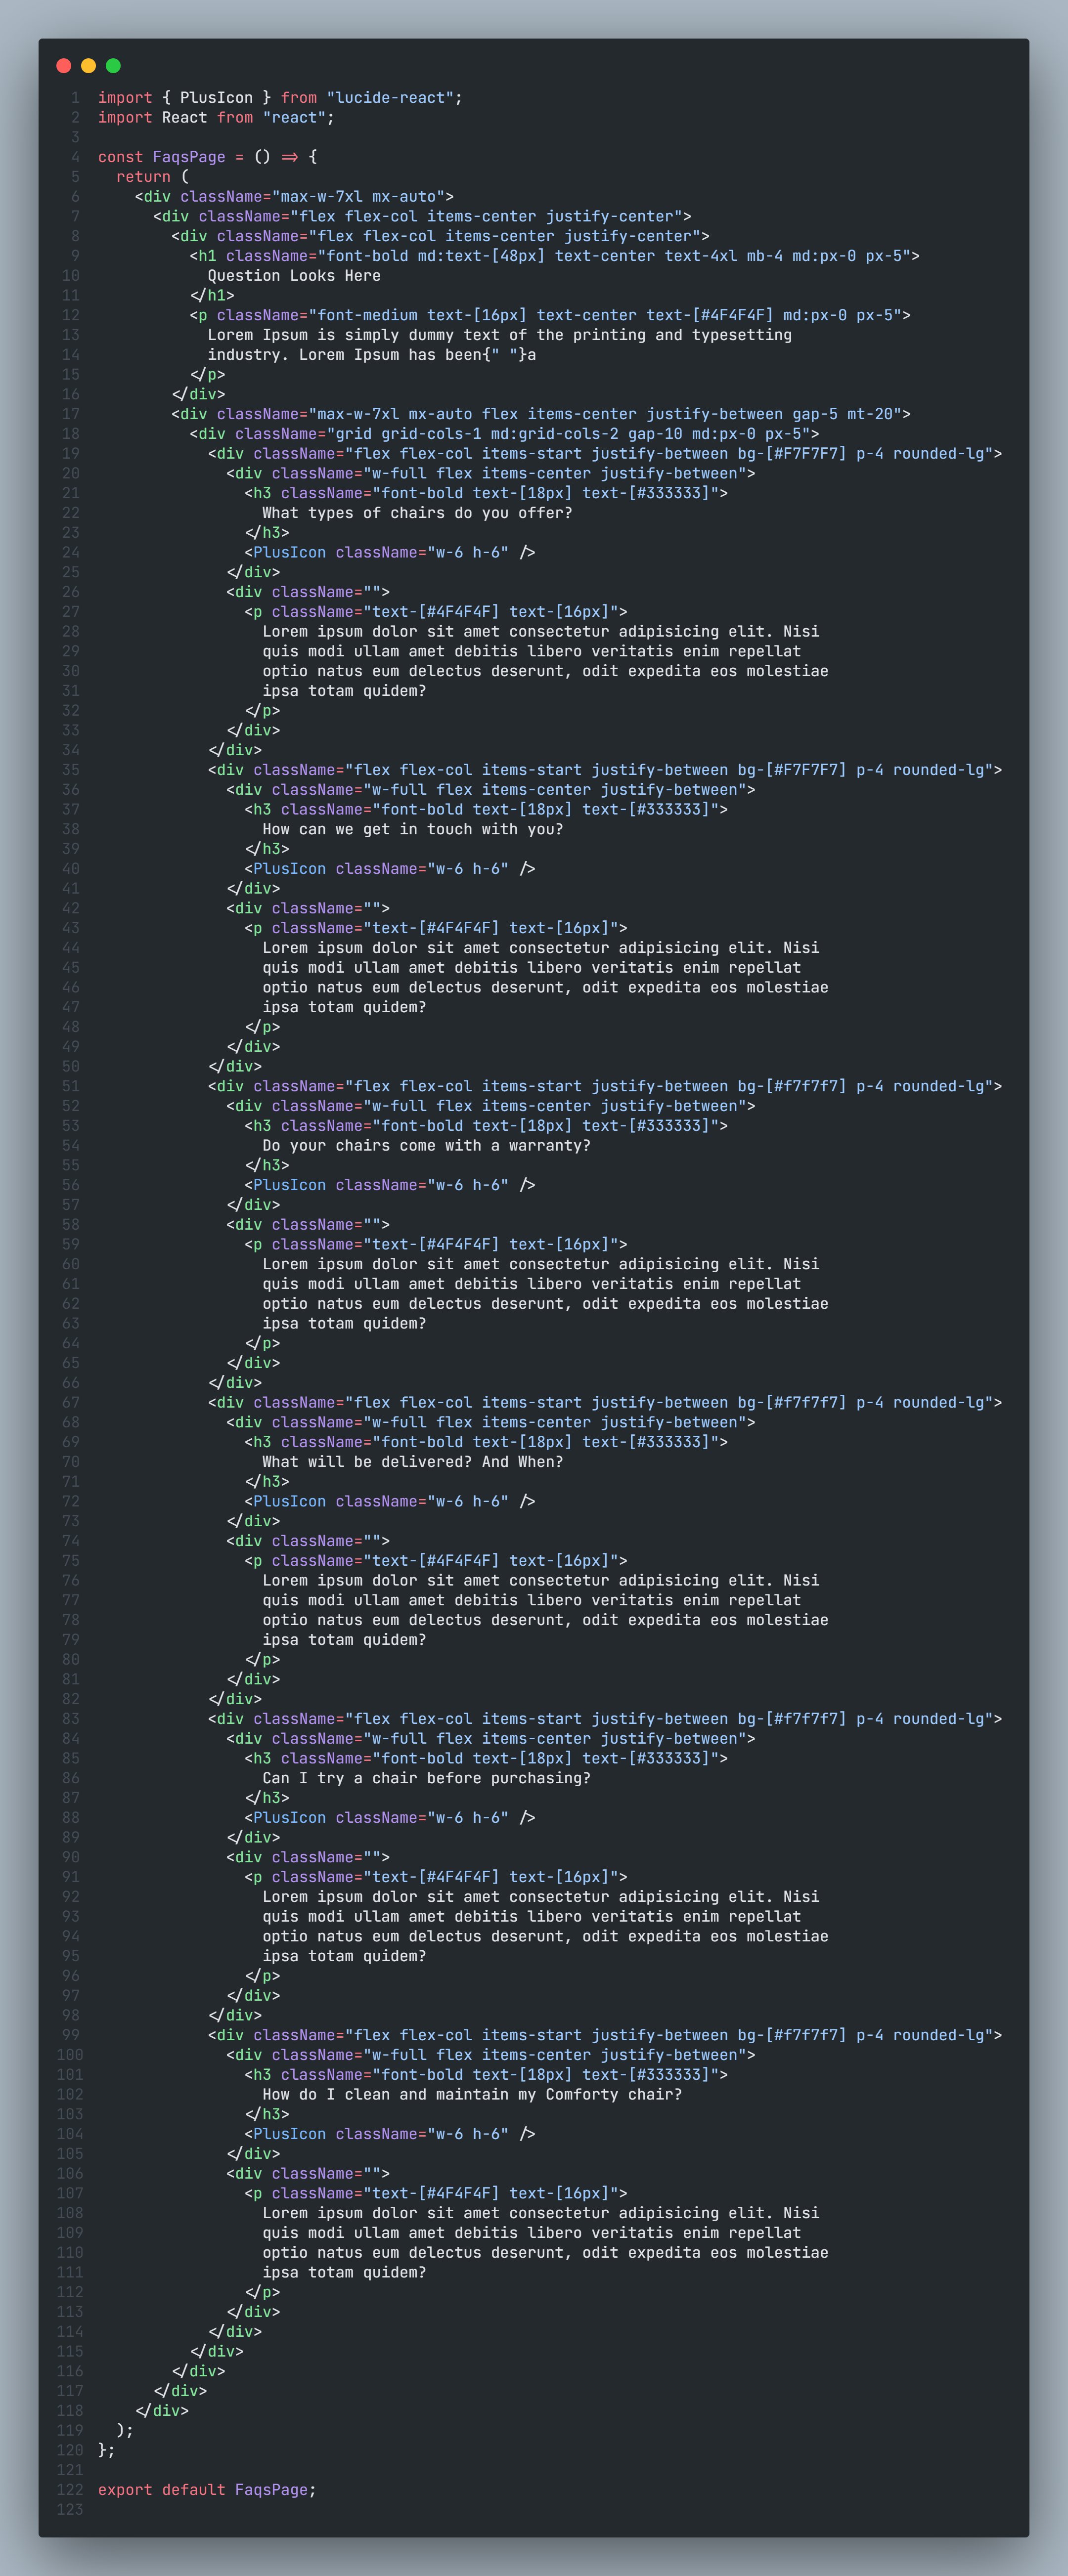 1 import { PlusIcon } from "lucide-react";
2 import React from "react";
3
4 const FaqsPage = () => {
5   return (
6     <div className="max-w-7xl mx-auto">
7       <div className="flex flex-col items-center justify-center">
8         <div className="flex flex-col items-center justify-center">
9           <h1 className="font-bold md:text-[48px] text-center text-4xl mb-4 md:px-0 px-5">
10             Question Looks Here
11           </h1>
12           <p className="font-medium text-[16px] text-center text-[#4F4F4F] md:px-0 px-5">
13             Lorem Ipsum is simply dummy text of the printing and typesetting
14             industry. Lorem Ipsum has been{" "}a
15           </p>
16         </div>
17         <div className="max-w-7xl mx-auto flex items-center justify-between gap-5 mt-20">
18           <div className="grid grid-cols-1 md:grid-cols-2 gap-10 md:px-0 px-5">
19             <div className="flex flex-col items-start justify-between bg-[#F7F7F7] p-4 rounded-lg">
20               <div className="w-full flex items-center justify-between">
21                 <h3 className="font-bold text-[18px] text-[#333333]">
22                   What types of chairs do you offer?
23                 </h3>
24                 <PlusIcon className="w-6 h-6" />
25               </div>
26               <div className="">
27                 <p className="text-[#4F4F4F] text-[16px]">
28                   Lorem ipsum dolor sit amet consectetur adipisicing elit. Nisi
29                   quis modi ullam amet debitis libero veritatis enim repellat
30                   optio natus eum delectus deserunt, odit expedita eos molestiae
31                   ipsa totam quidem?
32                 </p>
33               </div>
34             </div>
35             <div className="flex flex-col items-start justify-between bg-[#F7F7F7] p-4 rounded-lg">
36               <div className="w-full flex items-center justify-between">
37                 <h3 className="font-bold text-[18px] text-[#333333]">
38                   How can we get in touch with you?
39                 </h3>
40                 <PlusIcon className="w-6 h-6" />
41               </div>
42               <div className="">
43                 <p className="text-[#4F4F4F] text-[16px]">
44                   Lorem ipsum dolor sit amet consectetur adipisicing elit. Nisi
45                   quis modi ullam amet debitis libero veritatis enim repellat
46                   optio natus eum delectus deserunt, odit expedita eos molestiae
47                   ipsa totam quidem?
48                 </p>
49               </div>
50             </div>
51             <div className="flex flex-col items-start justify-between bg-[#f7f7f7] p-4 rounded-lg">
52               <div className="w-full flex items-center justify-between">
53                 <h3 className="font-bold text-[18px] text-[#333333]">
54                   Do your chairs come with a warranty?
55                 </h3>
56                 <PlusIcon className="w-6 h-6" />
57               </div>
58               <div className="">
59                 <p className="text-[#4F4F4F] text-[16px]">
60                   Lorem ipsum dolor sit amet consectetur adipisicing elit. Nisi
61                   quis modi ullam amet debitis libero veritatis enim repellat
62                   optio natus eum delectus deserunt, odit expedita eos molestiae
63                   ipsa totam quidem?
64                 </p>
65               </div>
66             </div>
67             <div className="flex flex-col items-start justify-between bg-[#f7f7f7] p-4 rounded-lg">
68               <div className="w-full flex items-center justify-between">
69                 <h3 className="font-bold text-[18px] text-[#333333]">
70                   What will be delivered? And When?
71                 </h3>
72                 <PlusIcon className="w-6 h-6" />
73               </div>
74               <div className="">
75                 <p className="text-[#4F4F4F] text-[16px]">
76                   Lorem ipsum dolor sit amet consectetur adipisicing elit. Nisi
77                   quis modi ullam amet debitis libero veritatis enim repellat
78                   optio natus eum delectus deserunt, odit expedita eos molestiae
79                   ipsa totam quidem?
80                 </p>
81               </div>
82             </div>
83             <div className="flex flex-col items-start justify-between bg-[#f7f7f7] p-4 rounded-lg">
84               <div className="w-full flex items-center justify-between">
85                 <h3 className="font-bold text-[18px] text-[#333333]">
86                   Can I try a chair before purchasing?
87                 </h3>
88                 <PlusIcon className="w-6 h-6" />
89               </div>
90               <div className="">
91                 <p className="text-[#4F4F4F] text-[16px]">
92                   Lorem ipsum dolor sit amet consectetur adipisicing elit. Nisi
93                   quis modi ullam amet debitis libero veritatis enim repellat
94                   optio natus eum delectus deserunt, odit expedita eos molestiae
95                   ipsa totam quidem?
96                 </p>
97               </div>
98             </div>
99             <div className="flex flex-col items-start justify-between bg-[#f7f7f7] p-4 rounded-lg">
100               <div className="w-full flex items-center justify-between">
101                 <h3 className="font-bold text-[18px] text-[#333333]">
102                   How do I clean and maintain my Comforty chair?
103                 </h3>
104                 <PlusIcon className="w-6 h-6" />
105               </div>
106               <div className="">
107                 <p className="text-[#4F4F4F] text-[16px]">
108                   Lorem ipsum dolor sit amet consectetur adipisicing elit. Nisi
109                   quis modi ullam amet debitis libero veritatis enim repellat
110                   optio natus eum delectus deserunt, odit expedita eos molestiae
111                   ipsa totam quidem?
112                 </p>
113               </div>
114             </div>
115           </div>
116         </div>
117       </div>
118     </div>
119   );
120 };
121
122 export default FaqsPage;
123